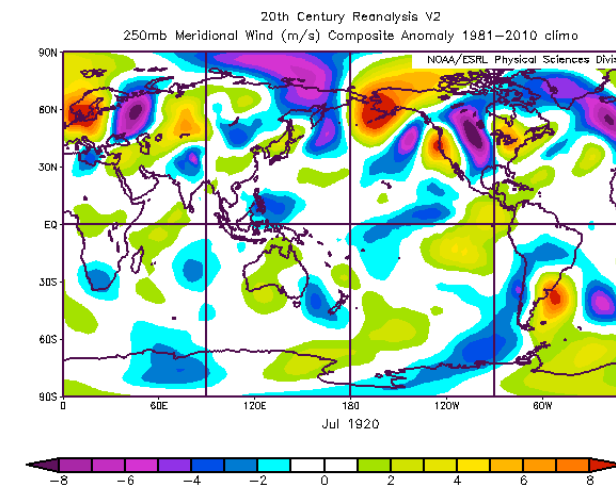 20th Century Reanalysis V2
250mb Meridional Wind (m/s) Composite Anomaly 1981-2010 climo
NOAA/ESRL Physical Sciences Divis
90N
60N
30N
EQ
30S
60S
90S
0 60E 120E 180 120W 60W
Jul 1920
-8 -6 -4 -2 0 2 4 6 8